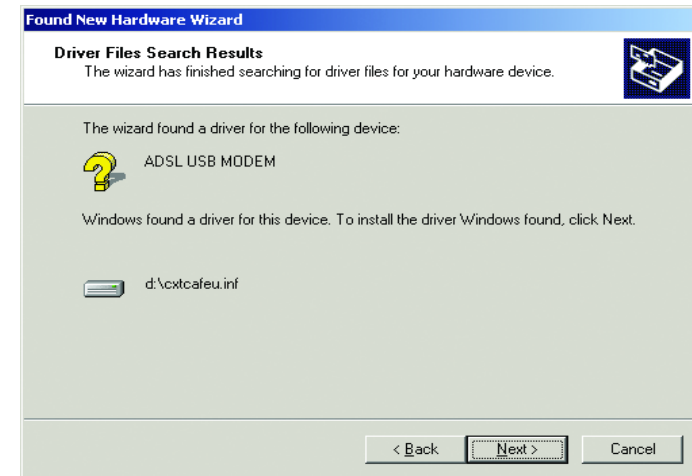 Found New Hardware Wizard
Driver Files Search Results
The wizard has finished searching for driver files for your hardware device.
The wizard found a driver for the following device:
ADSL USB MODEM
Windows found a driver for this device. To install the driver Windows found, click Next.
d:\cxtcafeu.inf
< Back Next > Cancel